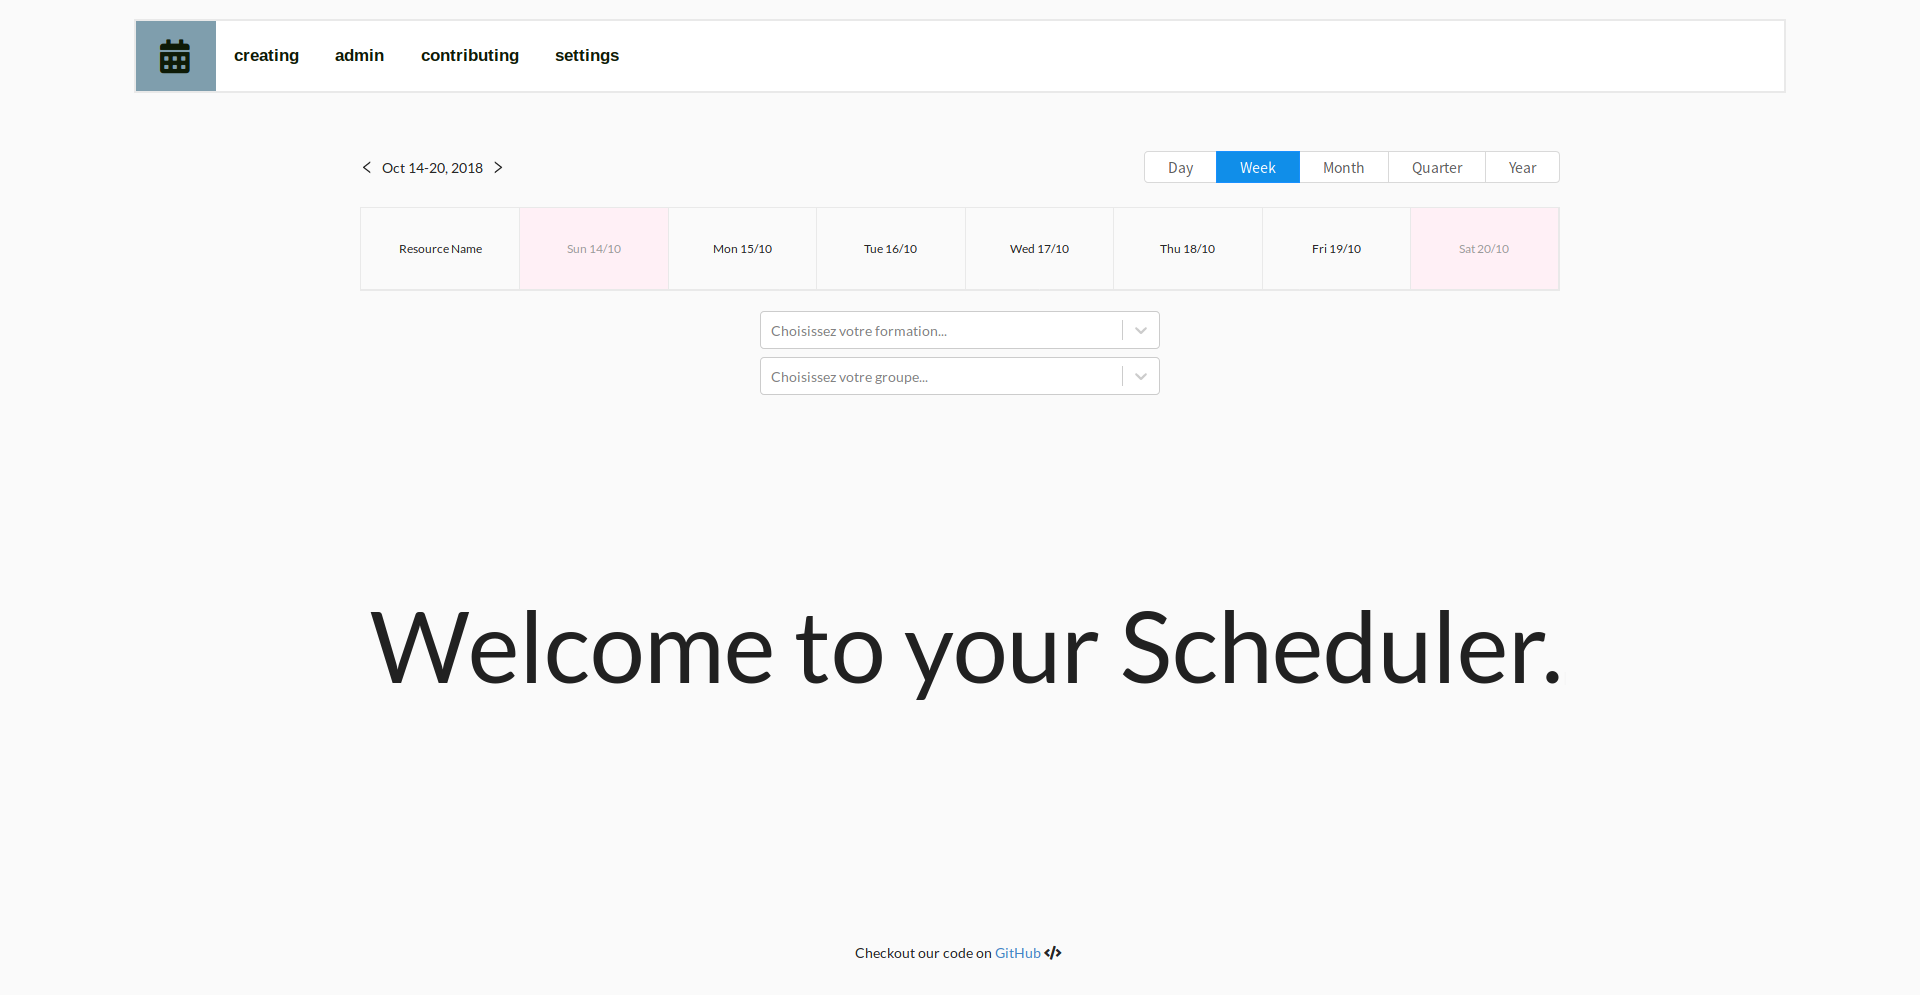 creating admin contributing settings
Oct 14-20, 2018 Day Week Month Quarter Year
Resource Name Sun 14/10 Mon 15/10 Tue 16/10 Wed 17/10 Thu 18/10 Fri 19/10 Sat 20/10
Choisissez votre formation...
Choisissez votre groupe...
Welcome to your Scheduler.
Checkout our code on GitHub